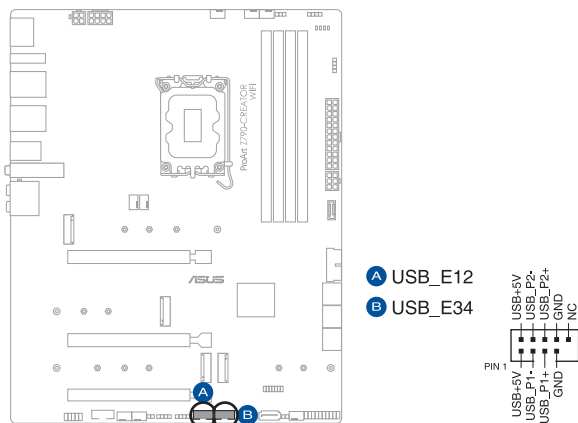 ProArt Z790-CREATOR
WIFI
ASUS
A USB_E12
B USB_E34
A
B
USB+5V
USB_P2-
USB_P2+
GND
NC
PIN 1
USB+5V
USB_P1-
USB_P1+
GND